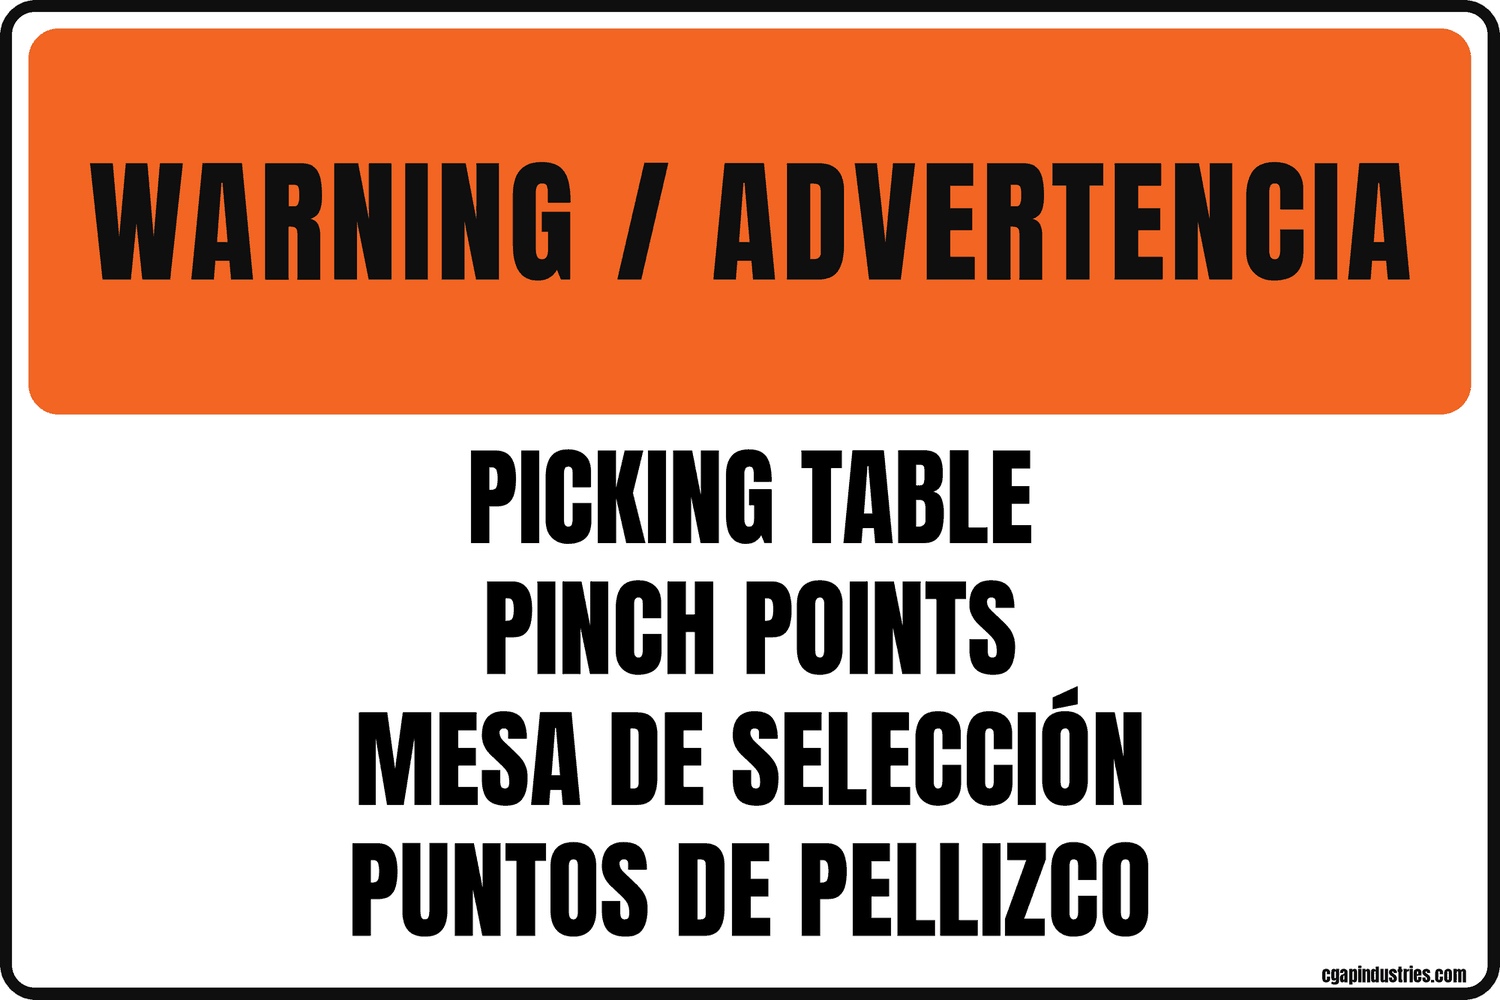 WARNING / ADVERTENCIA
PICKING TABLE
PINCH POINTS
MESA DE SELECCIÓN
PUNTOS DE PELLIZCO
cgapindustries.com